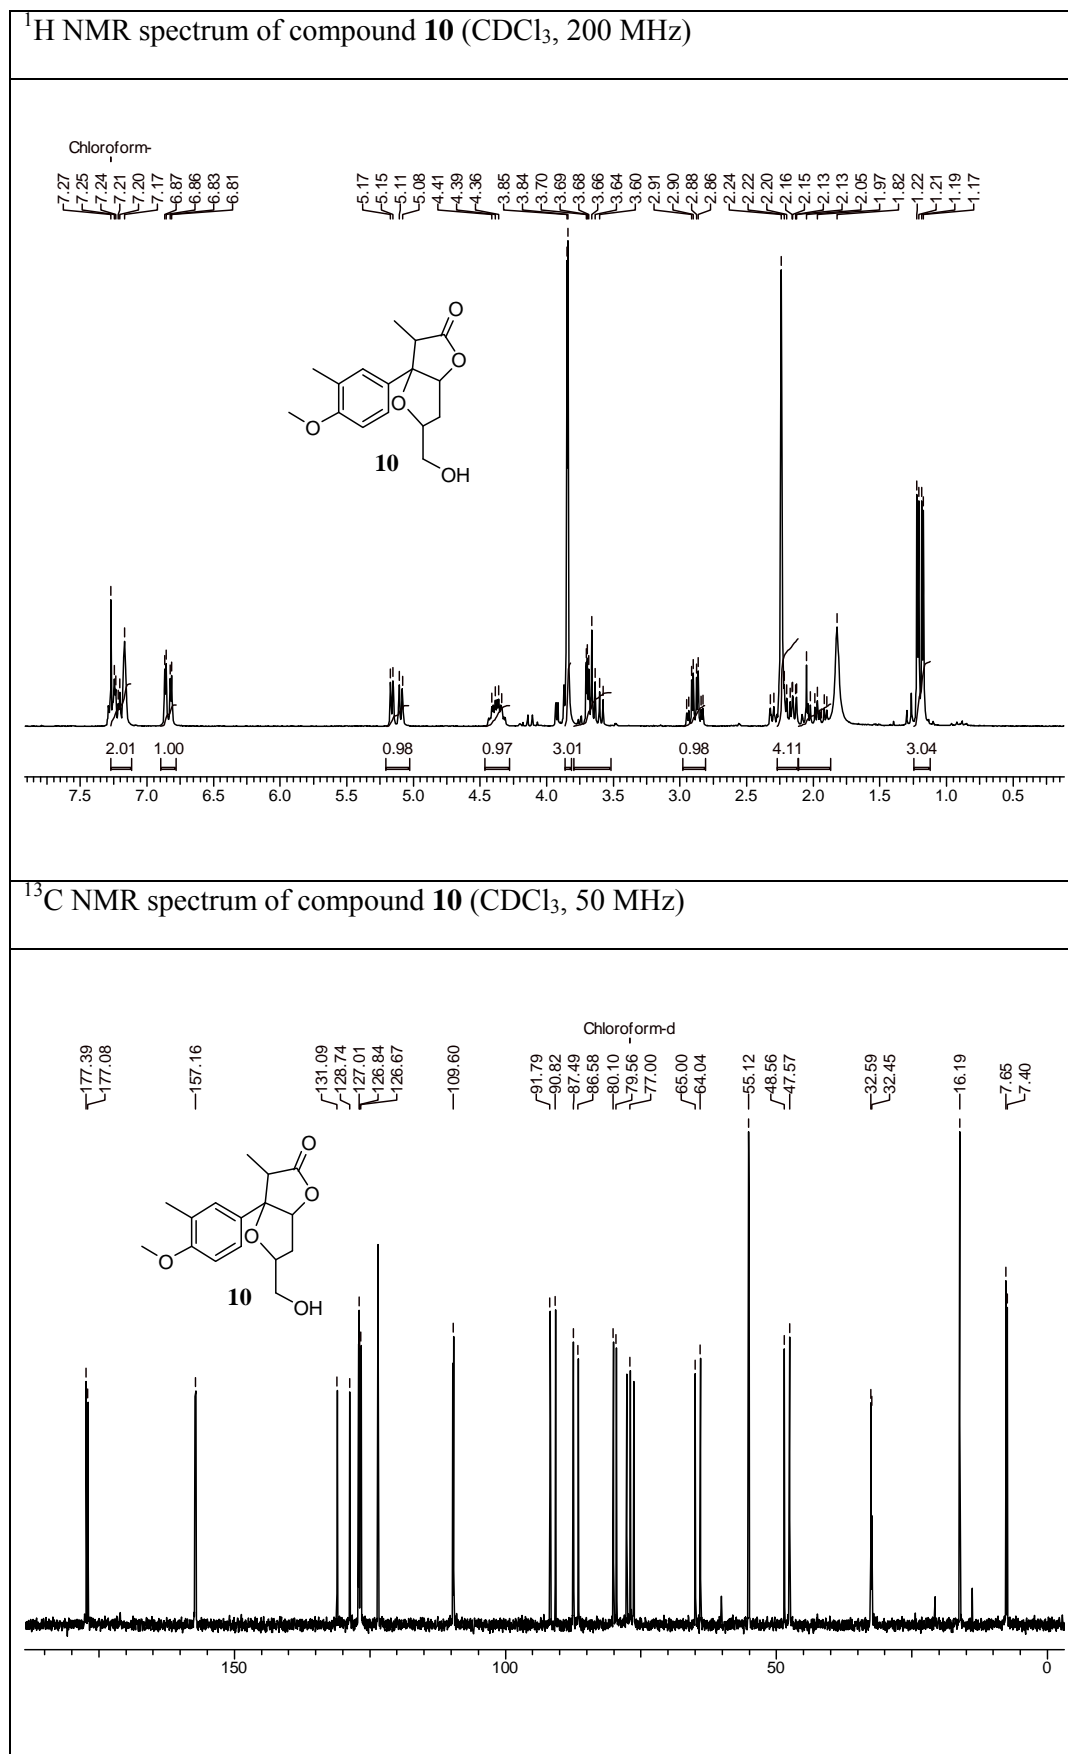 ¹H NMR spectrum of compound 10 (CDCl₃, 200 MHz)
Chloroform-
7.27 7.25 7.24 7.21 7.20 7.17 6.87 6.86 6.83 6.81 5.17 5.15 5.11 5.08 4.41 4.39 4.36 3.85 3.84 3.70 3.69 3.68 3.66 3.64 3.60 2.91 2.90 2.88 2.86 2.24 2.22 2.20 2.16 2.15 2.13 2.13 2.05 1.97 1.82 1.22 1.21 1.19 1.17
O
O
O
O
10
OH
2.01 1.00 0.98 0.97 3.01 0.98 4.11 3.04
7.5 7.0 6.5 6.0 5.5 5.0 4.5 4.0 3.5 3.0 2.5 2.0 1.5 1.0 0.5
¹³C NMR spectrum of compound 10 (CDCl₃, 50 MHz)
Chloroform-d
177.39 177.08 157.16 131.09 128.74 127.01 126.84 126.67 109.60 91.79 90.82 87.49 86.58 80.10 79.56 77.00 65.00 64.04 55.12 48.56 47.57 32.59 32.45 16.19 7.65 7.40
O
O
O
O
10
OH
150 100 50 0